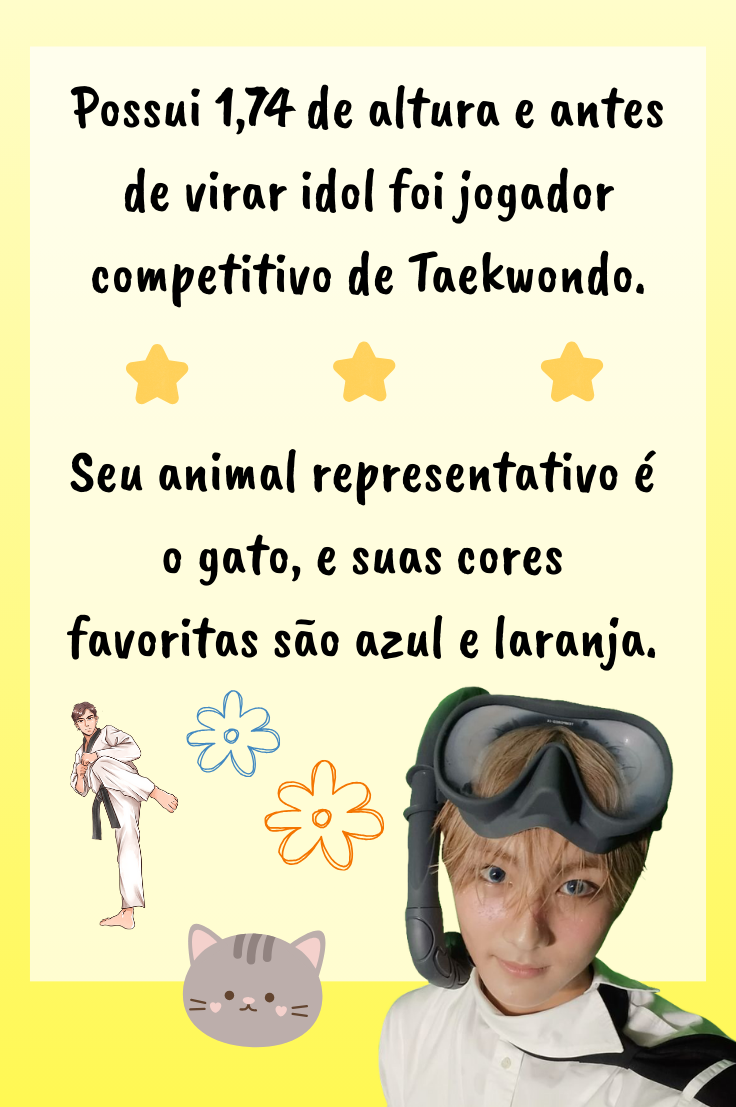 Possui 1,74 de altura e antes
de virar idol foi jogador
competitivo de Taekwondo.
Seu animal representativo é
o gato, e suas cores
favoritas são azul e laranja.